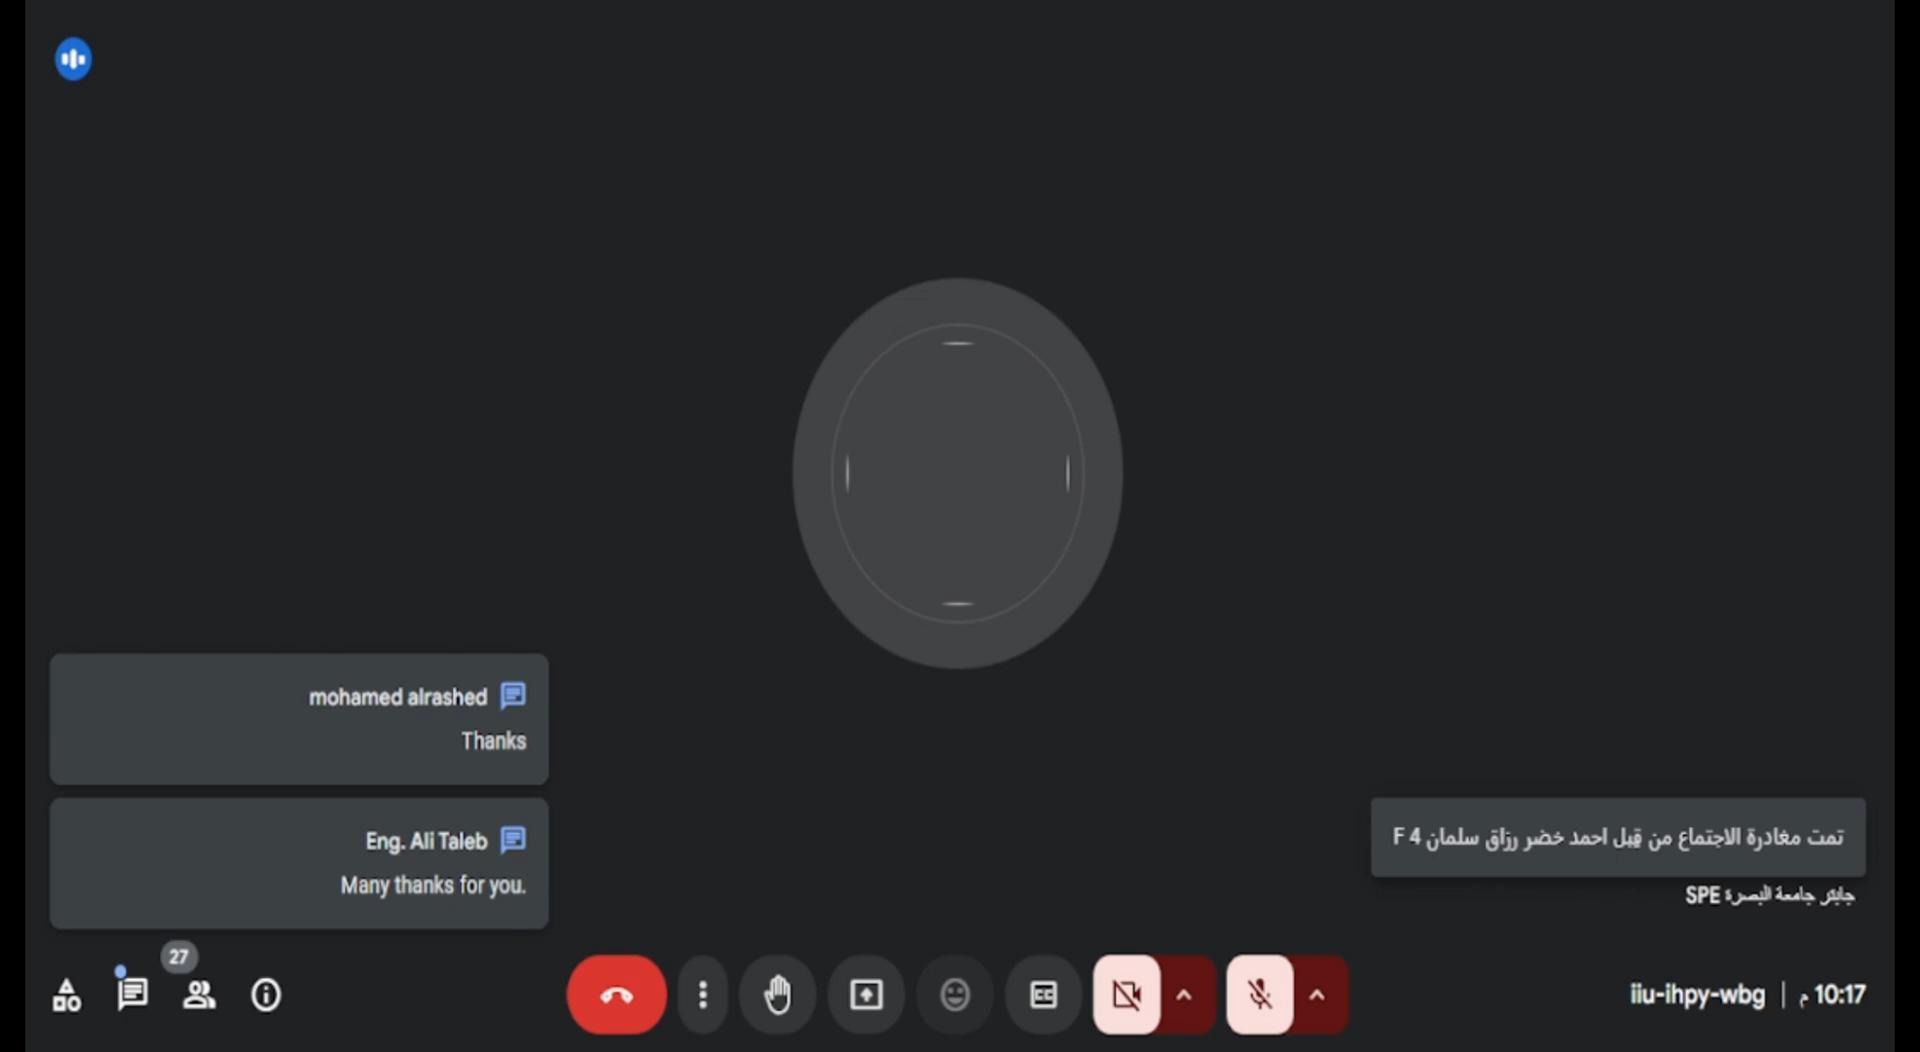 mohamed alrashed
Thanks
Eng. Ali Taleb
Many thanks for you.
تمت مغادرة الاجتماع من قِبل احمد خضر رزاق سلمان F 4
جابتر جامعة البصرة SPE
27
iiu-ihpy-wbg | 10:17 م